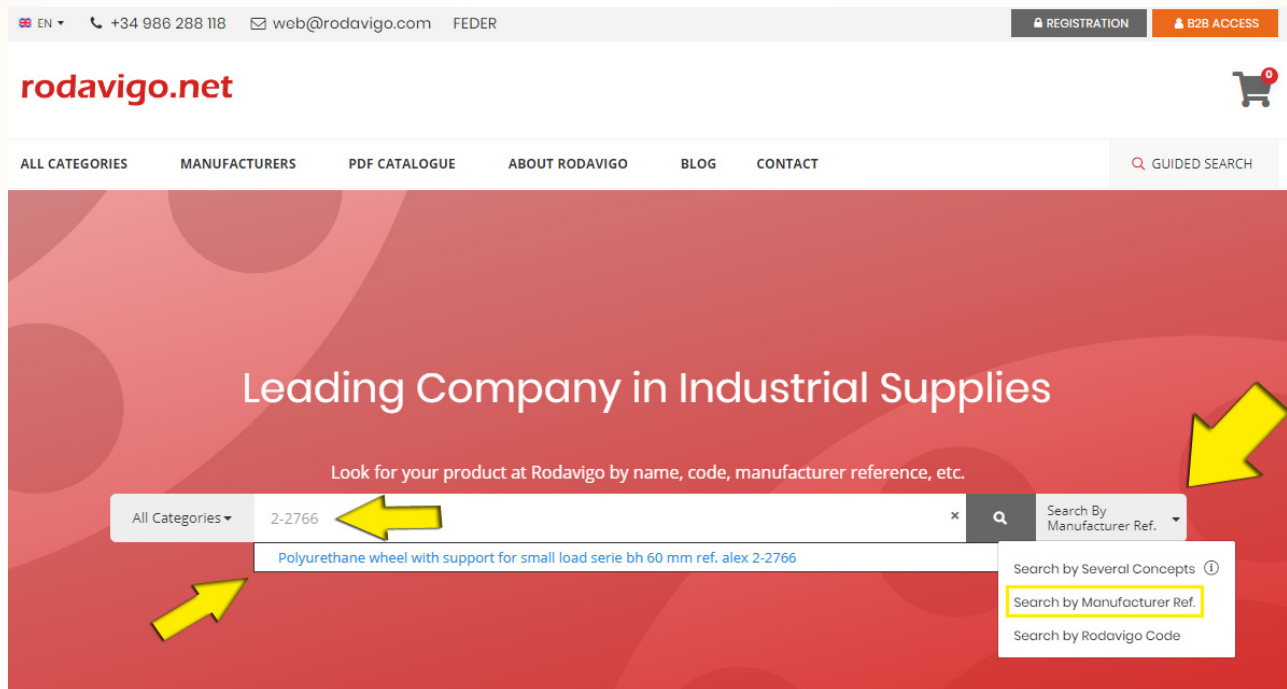 EN +34 986 288 118 web@rodavigo.com FEDER REGISTRATION B2B ACCESS
rodavigo.net 0
ALL CATEGORIES MANUFACTURERS PDF CATALOGUE ABOUT RODAVIGO BLOG CONTACT GUIDED SEARCH
Leading Company in Industrial Supplies
Look for your product at Rodavigo by name, code, manufacturer reference, etc.
All Categories 2-2766 × Search By
Manufacturer Ref.
Polyurethane wheel with support for small load serie bh 60 mm ref. alex 2-2766
Search by Several Concepts i
Search by Manufacturer Ref.
Search by Rodavigo Code